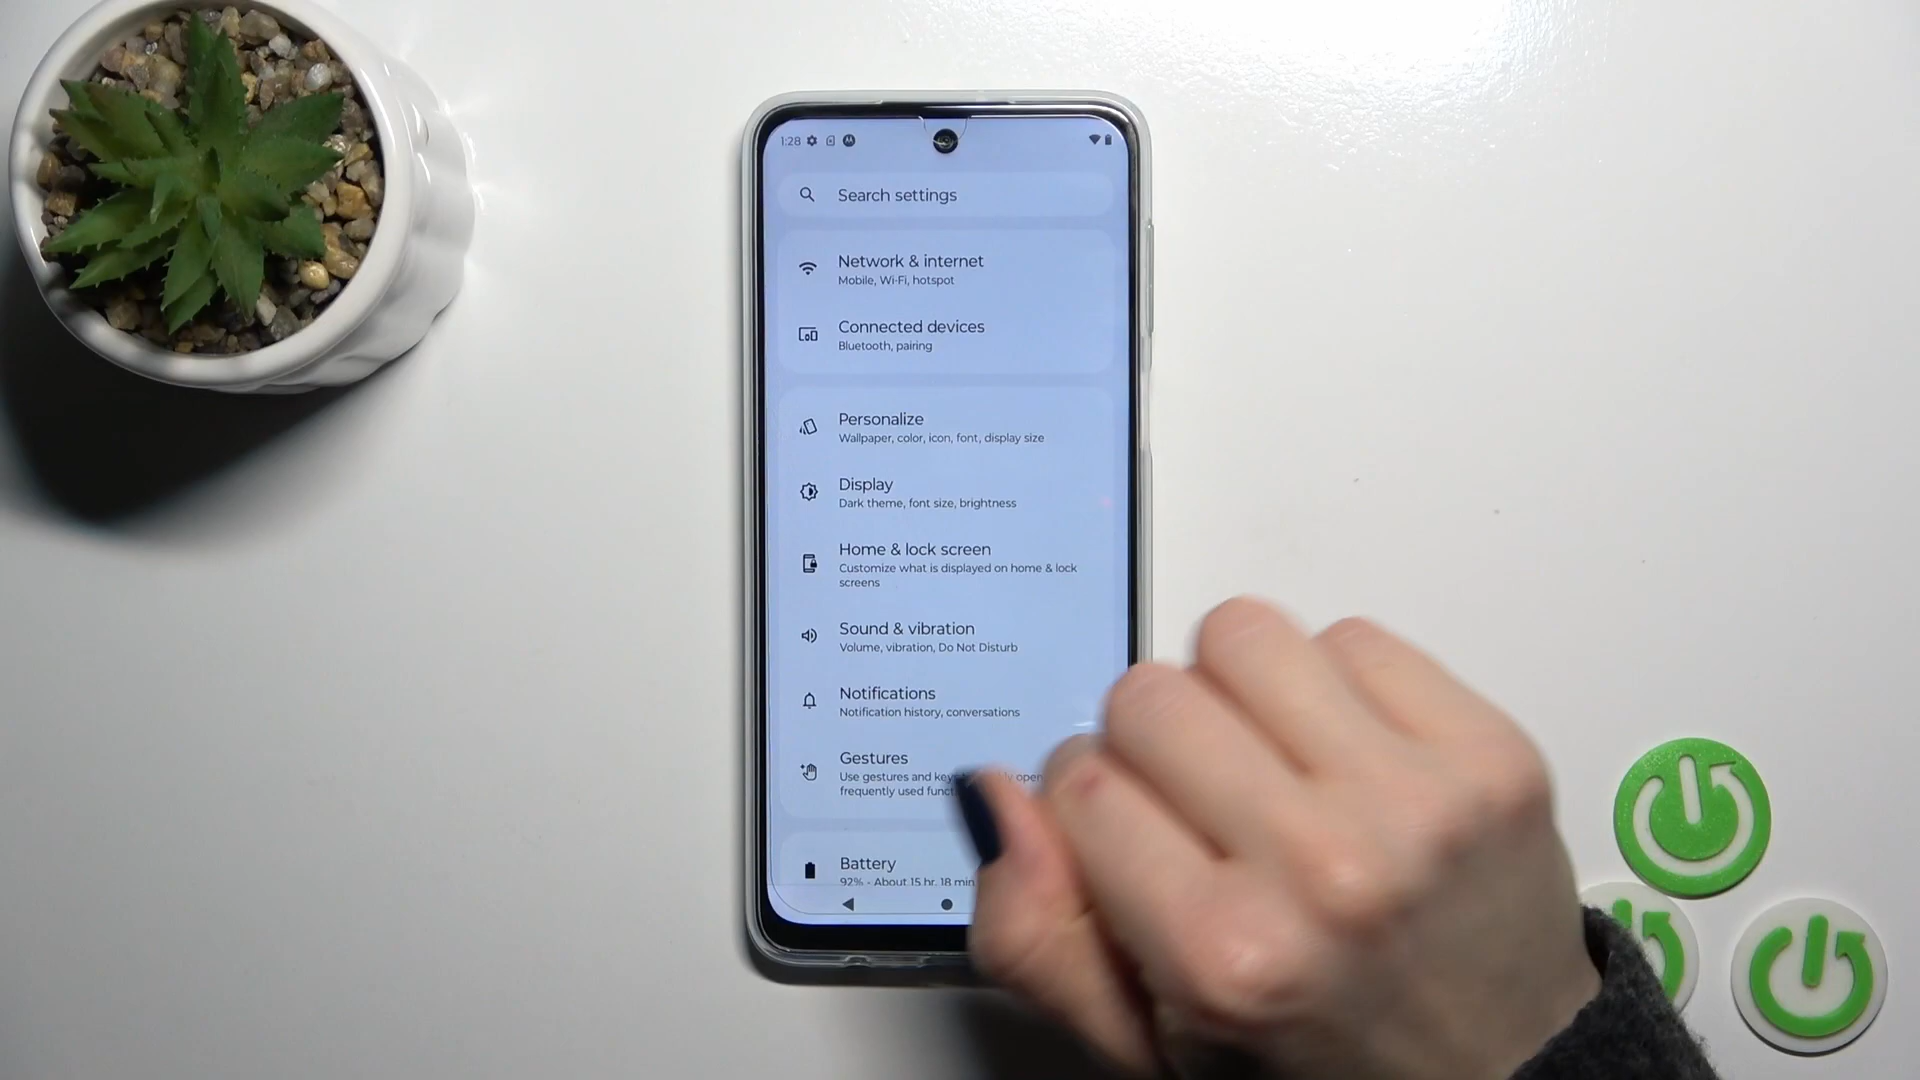 1:28
Search settings
Network & internet
Mobile, Wi-Fi, hotspot
Connected devices
Bluetooth, pairing
Personalize
Wallpaper, color, icon, font, display size
Display
Dark theme, font size, brightness
Home & lock screen
Customize what is displayed on home & lock
screens
Sound & vibration
Volume, vibration, Do Not Disturb
Notifications
Notification history, conversations
Gestures
Use gestures and open
frequently used
Battery
92% - About 15 hr, 18 min